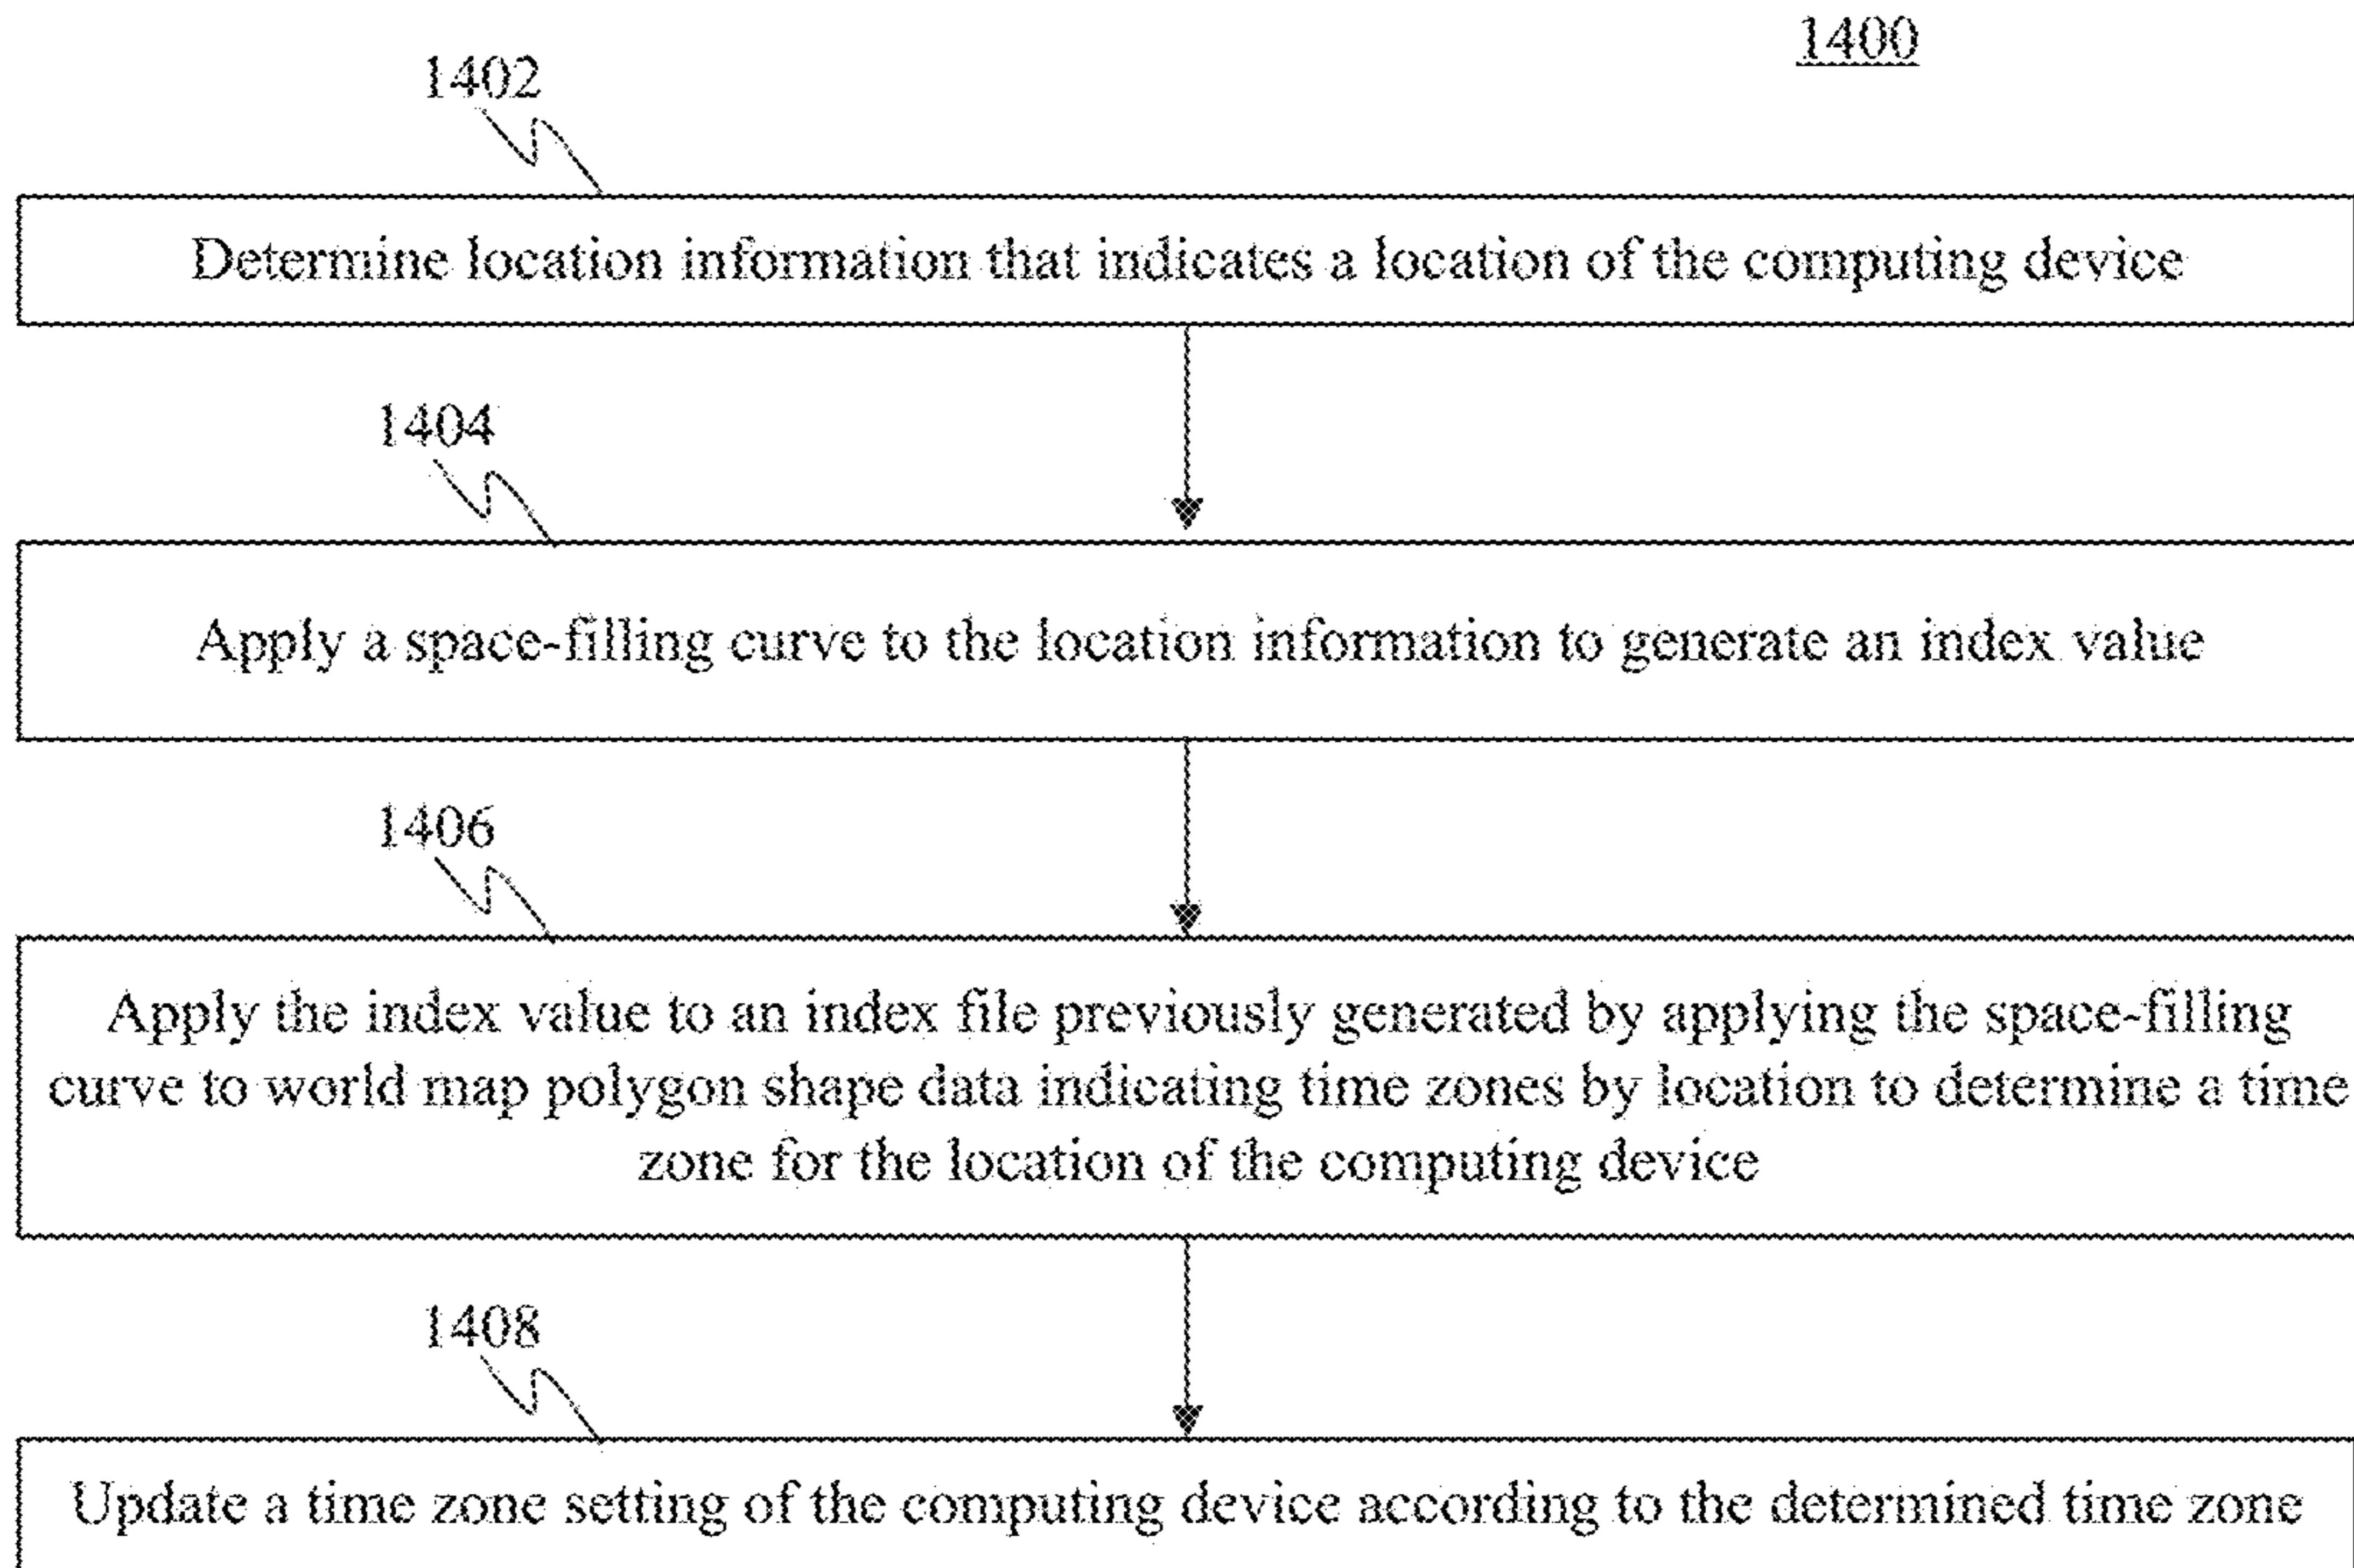 1400
1402
Determine location information that indicates a location of the computing device
1404
Apply a space-filling curve to the location information to generate an index value
1406
Apply the index value to an index file previously generated by applying the space-filling
curve to world map polygon shape data indicating time zones by location to determine a time
zone for the location of the computing device
1408
Update a time zone setting of the computing device according to the determined time zone